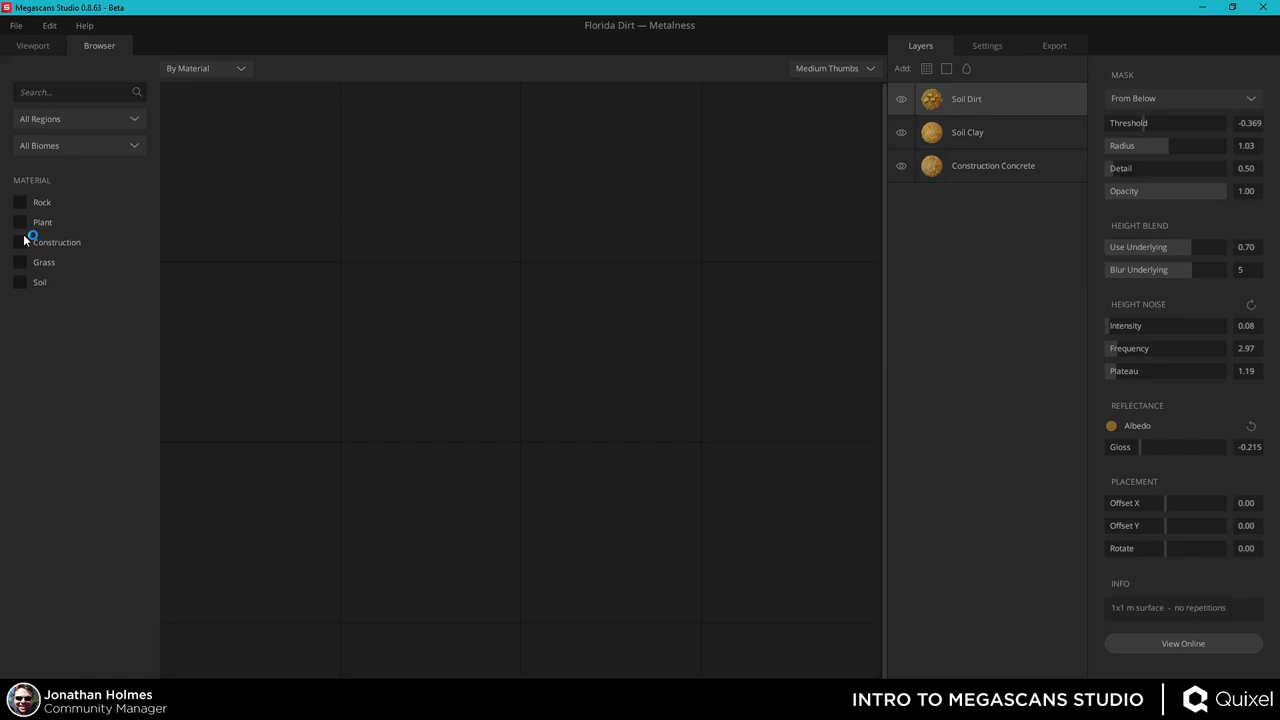 Megascans Studio 0.8.63 - Beta
File Edit Help
Florida Dirt — Metalness
Viewport Browser
Layers Settings Export
By Material
Medium Thumbs
Add:
Search...
All Regions
All Biomes
MATERIAL
Rock
Plant
Construction
Grass
Soil
Soil Dirt
Soil Clay
Construction Concrete
MASK
From Below
Threshold -0.369
Radius 1.03
Detail 0.50
Opacity 1.00
HEIGHT BLEND
Use Underlying 0.70
Blur Underlying 5
HEIGHT NOISE
Intensity 0.08
Frequency 2.97
Plateau 1.19
REFLECTANCE
Albedo
Gloss -0.215
PLACEMENT
Offset X 0.00
Offset Y 0.00
Rotate 0.00
INFO
1x1 m surface - no repetitions
View Online
Jonathan Holmes
Community Manager
INTRO TO MEGASCANS STUDIO
Quixel